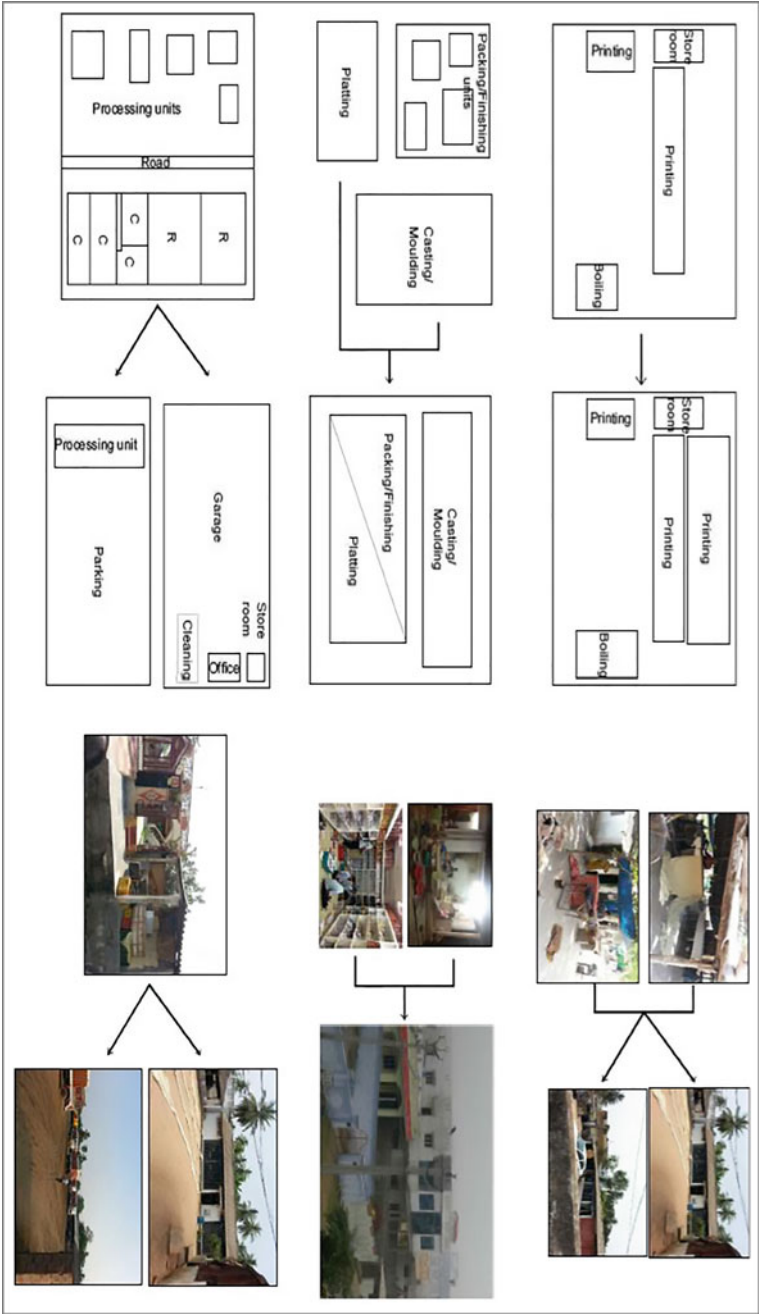 Processing units
Road
C
C
C
C
R
R
Processing unit
Parking
Garage
Store
room
Office
Cleaning
Platting
Packing/Finishing
units
Casting/
Moulding
Packing/Finishing
Platting
Casting/
Moulding
Printing
Store
room
Printing
Boiling
Printing
Store
room
Printing
Printing
Boiling